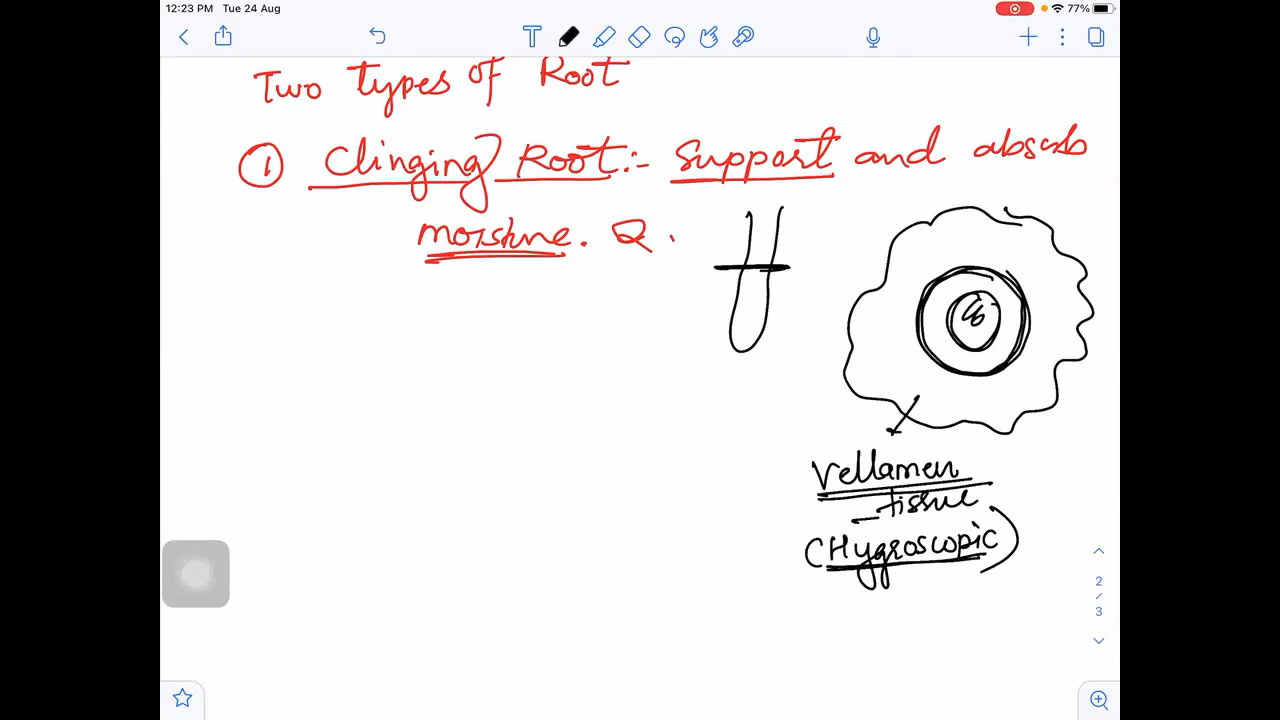 12:23 PM Tue 24 Aug
77%
T
Two types of Root
① Clinging Root:- Support and absorb
moisture. 2.
Vellamen
- tissue
(Hygroscopic)
2
/
3